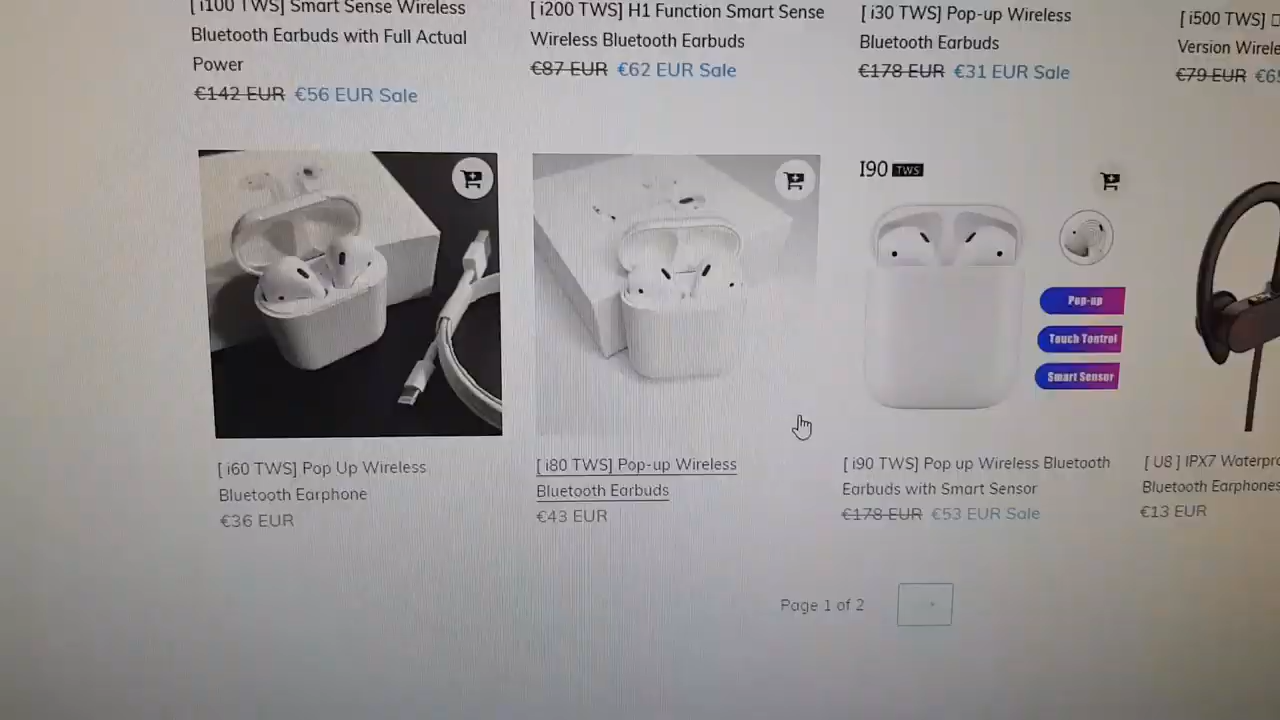 [ i100 TWS] Smart Sense Wireless
Bluetooth Earbuds with Full Actual
Power
€142 EUR €56 EUR Sale
[ i200 TWS] H1 Function Smart Sense
Wireless Bluetooth Earbuds
€87 EUR €62 EUR Sale
[ i30 TWS] Pop-up Wireless
Bluetooth Earbuds
€178 EUR €31 EUR Sale
[ i500 TWS]
Version
€79 EUR
I90 TWS
Pop-up
Touch Tontrol
Smart Sensor
[ i60 TWS] Pop Up Wireless
Bluetooth Earphone
€36 EUR
[ i80 TWS] Pop-up Wireless
Bluetooth Earbuds
€43 EUR
[ i90 TWS] Pop up Wireless Bluetooth
Earbuds with Smart Sensor
€178 EUR €53 EUR Sale
[ U8 ] IPX7
Bluetooth Earphones
€13 EUR
Page 1 of 2